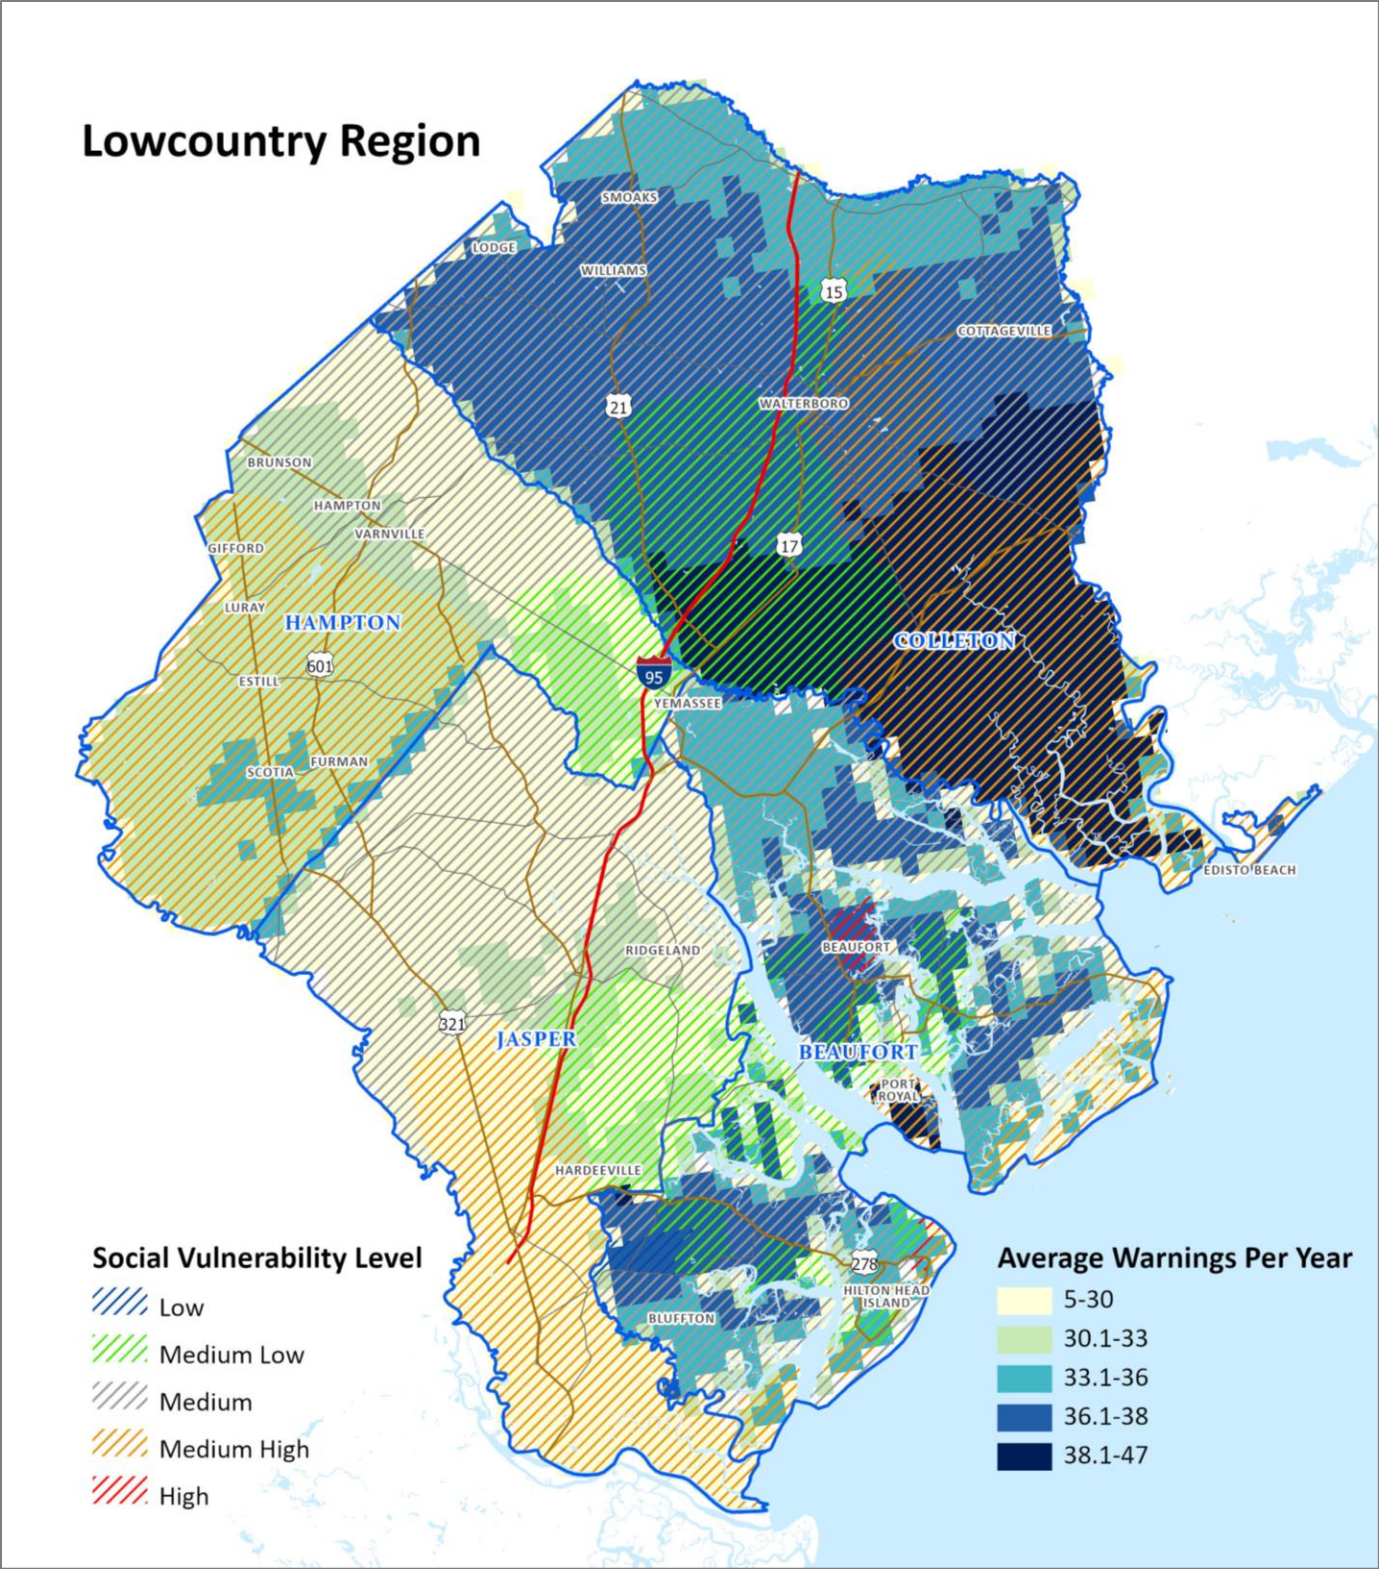 Lowcountry Region
SMOAKS
LODGE
WILLIAMS
15
COTTAGEVILLE
21
WALTERBORO
BRUNSON
HAMPTON
VARNVILLE
GIFFORD
17
LURAY
HAMPTON
COLLETON
601
ESTILL
95
YEMASSEE
FURMAN
SCOTIA
EDISTO BEACH
RIDGELAND
BEAUFORT
321
JASPER
BEAUFORT
PORT
ROYAL
HARDEEVILLE
278
HILTON HEAD
ISLAND
BLUFFTON
Social Vulnerability Level
Low
Medium Low
Medium
Medium High
High
Average Warnings Per Year
5-30
30.1-33
33.1-36
36.1-38
38.1-47